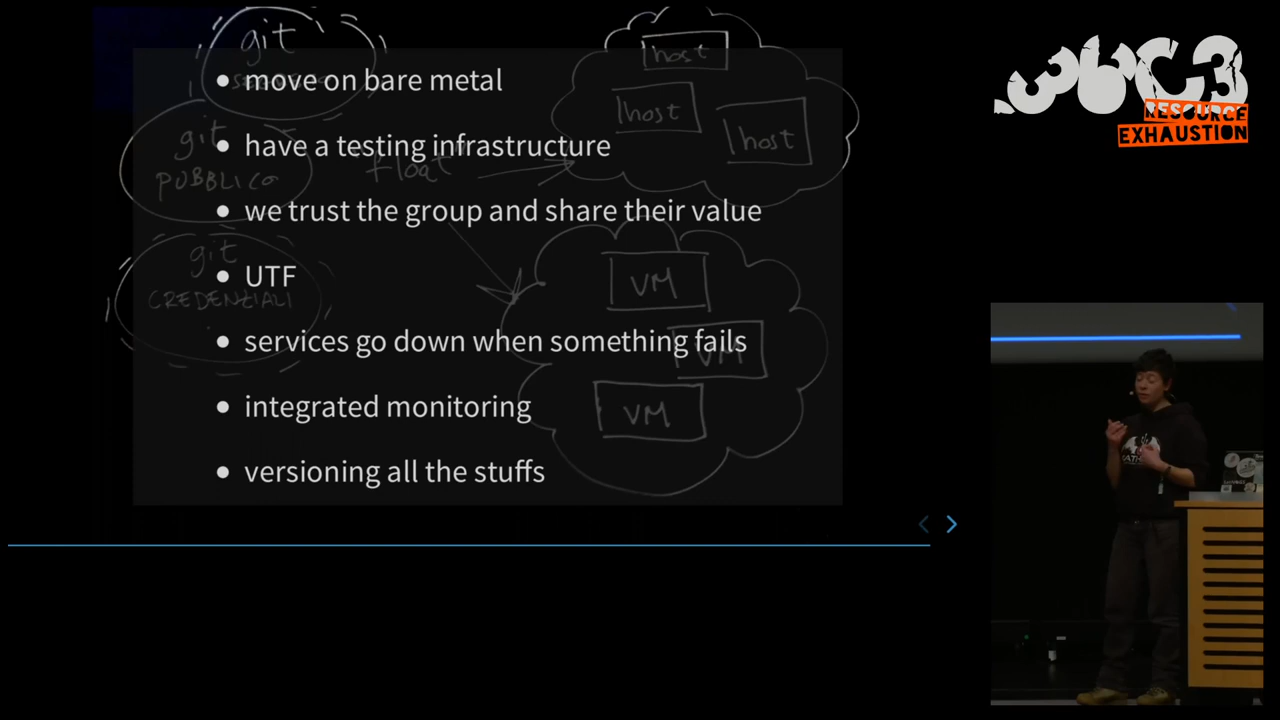 git
host
• move on bare metal
host
host
git
PUBBLICO
• have a testing infrastructure
float
• we trust the group and share their value
git
CREDENZIALI
VM
• UTF
• services go down when something fails
VM
• integrated monitoring
VM
• versioning all the stuffs
36C3
RESOURCE
EXHAUSTION